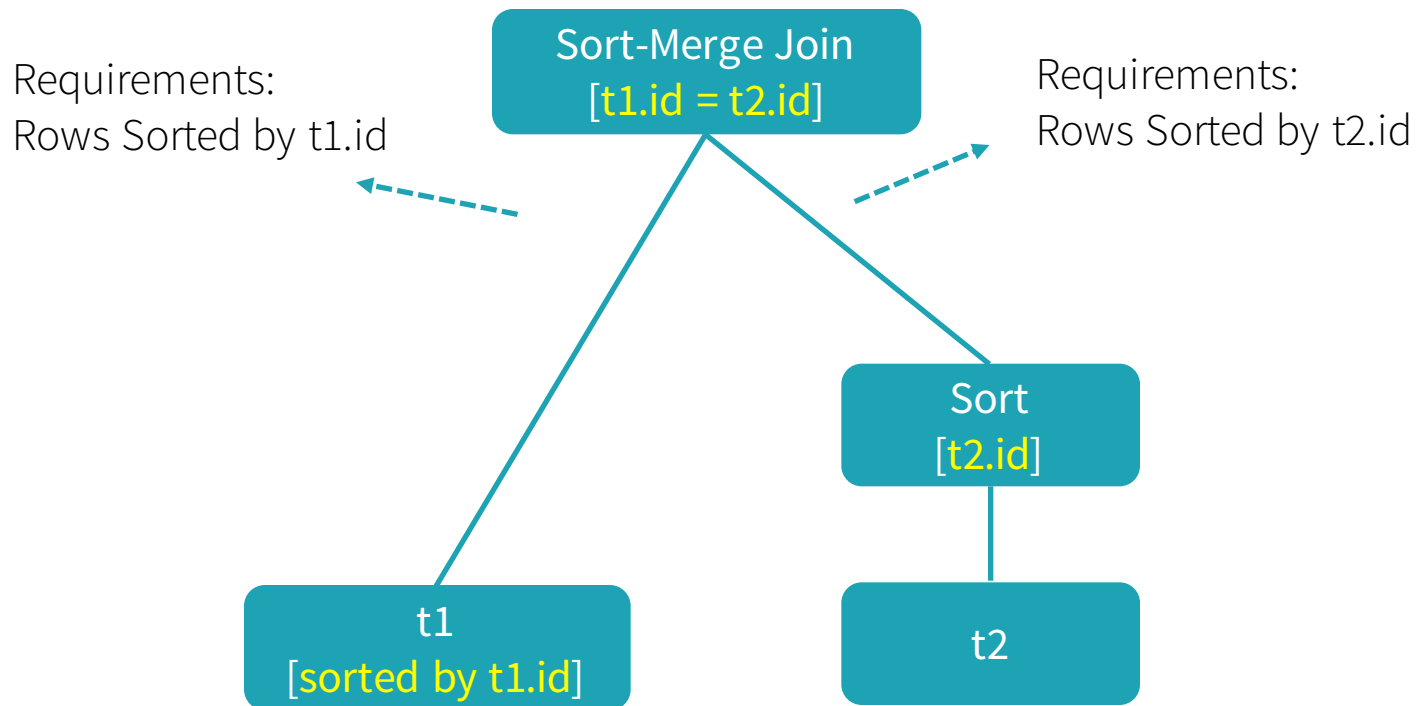 Sort-Merge Join
[t1.id = t2.id]
Requirements:
Rows Sorted by t1.id
Requirements:
Rows Sorted by t2.id
Sort
[t2.id]
t1
[sorted by t1.id]
t2